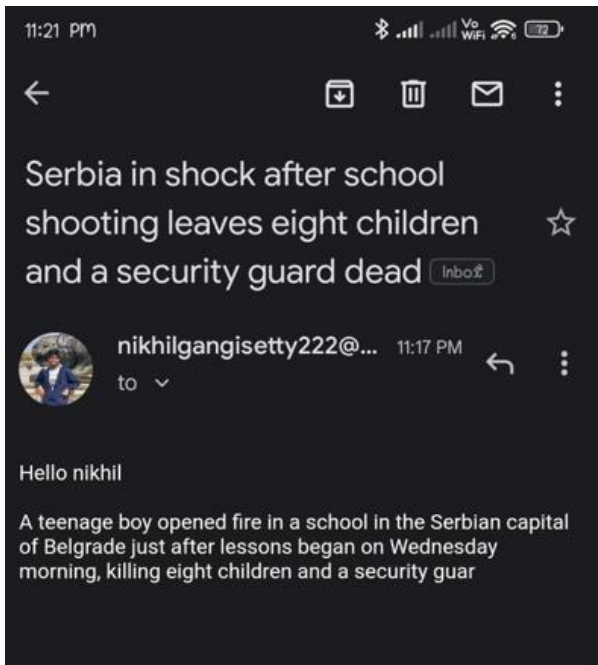 11:21 PM
Vo WiFi 6 72
Serbia in shock after school
shooting leaves eight children
and a security guard dead Inbox
nikhilgangisetty222@... 11:17 PM
to
Hello nikhil
A teenage boy opened fire in a school in the Serbian capital
of Belgrade just after lessons began on Wednesday
morning, killing eight children and a security guar